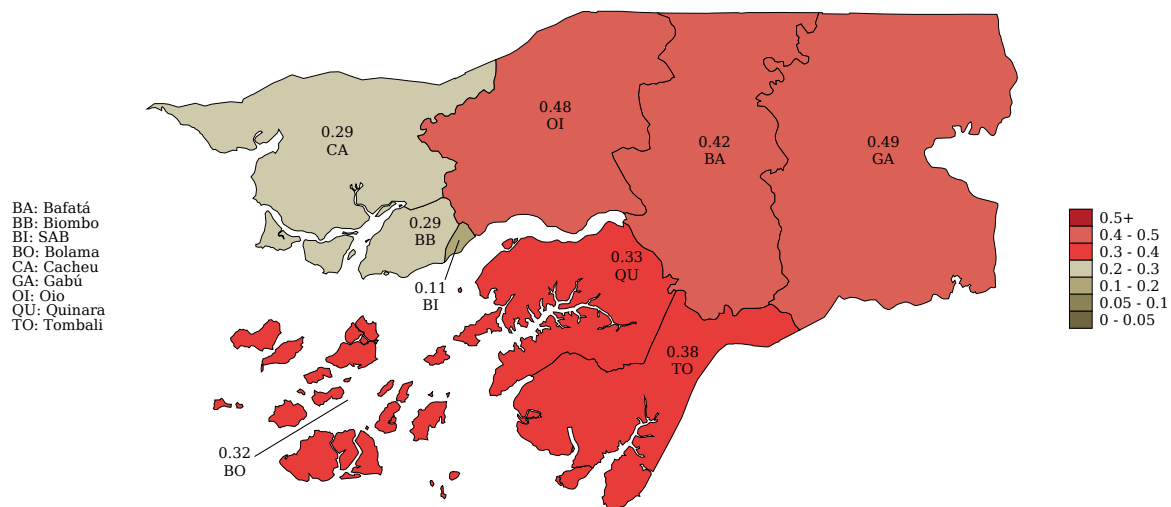 0.48
OI
0.29
CA
0.42
BA
0.49
GA
BA: Bafatá
BB: Biombo
BI: SAB
BO: Bolama
CA: Cacheu
GA: Gabú
OI: Oio
QU: Quinara
TO: Tombali
0.29
BB
0.33
QU
0.11
BI
0.38
TO
0.32
BO
0.5+
0.4 - 0.5
0.3 - 0.4
0.2 - 0.3
0.1 - 0.2
0.05 - 0.1
0 - 0.05